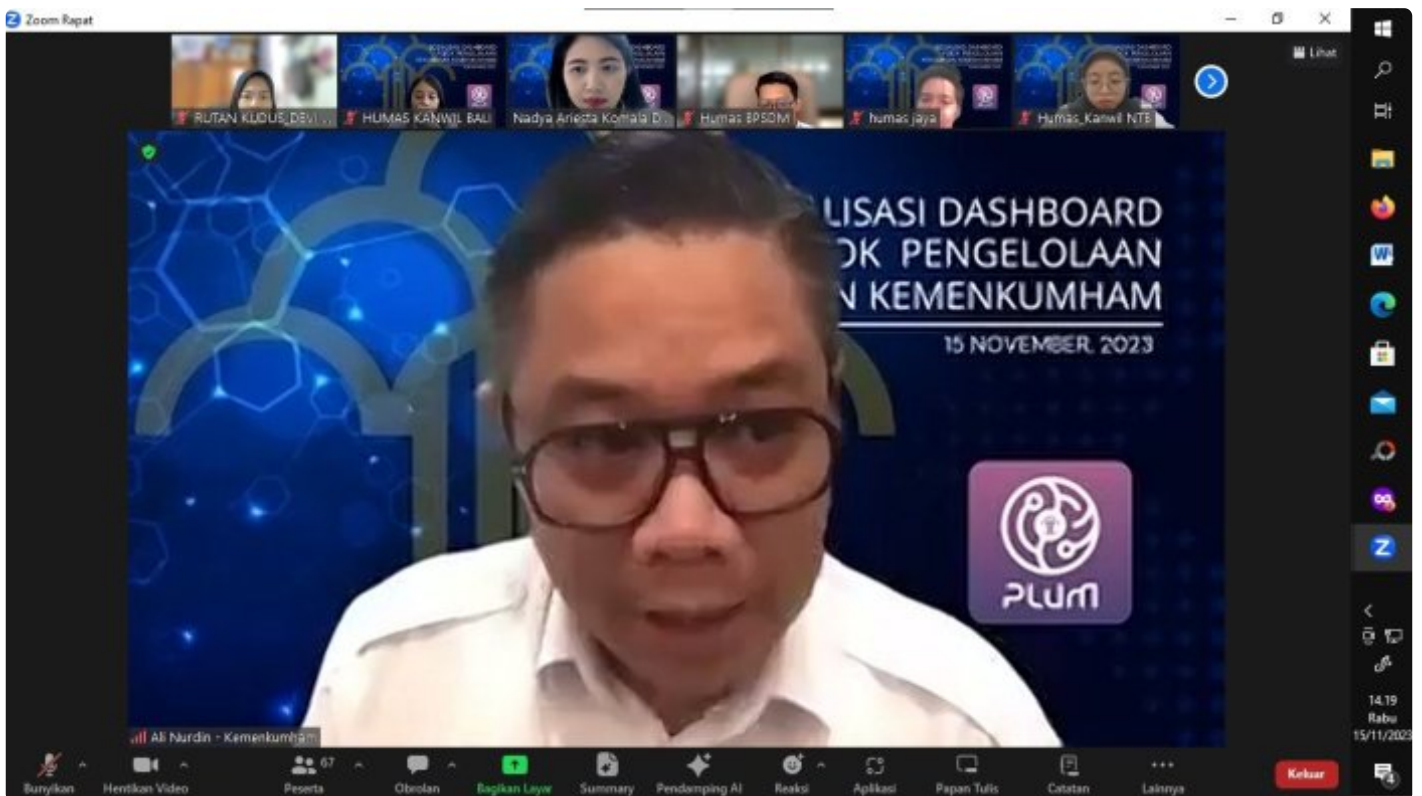 Zoom Rapat
Lihat
RUTAN KUDUS_DEVI ...
HUMAS KANWIL BALI
Nadya Ariesta Komala D...
Humas BPSDM
humas jaya
Humas_Kanwil NTB
LISASI DASHBOARD
OK PENGELOLAAN
N KEMENKUMHAM
15 NOVEMBER 2023
PLUM
Ali Nurdin - Kemenkumham
14.19
Rabu
15/11/2023
67
Bunyikan
Hentikan Video
Peserta
Obrolan
Bagikan Layar
Summary
Pendamping AI
Reaksi
Aplikasi
Papan Tulis
Catatan
Lainnya
Keluar
4